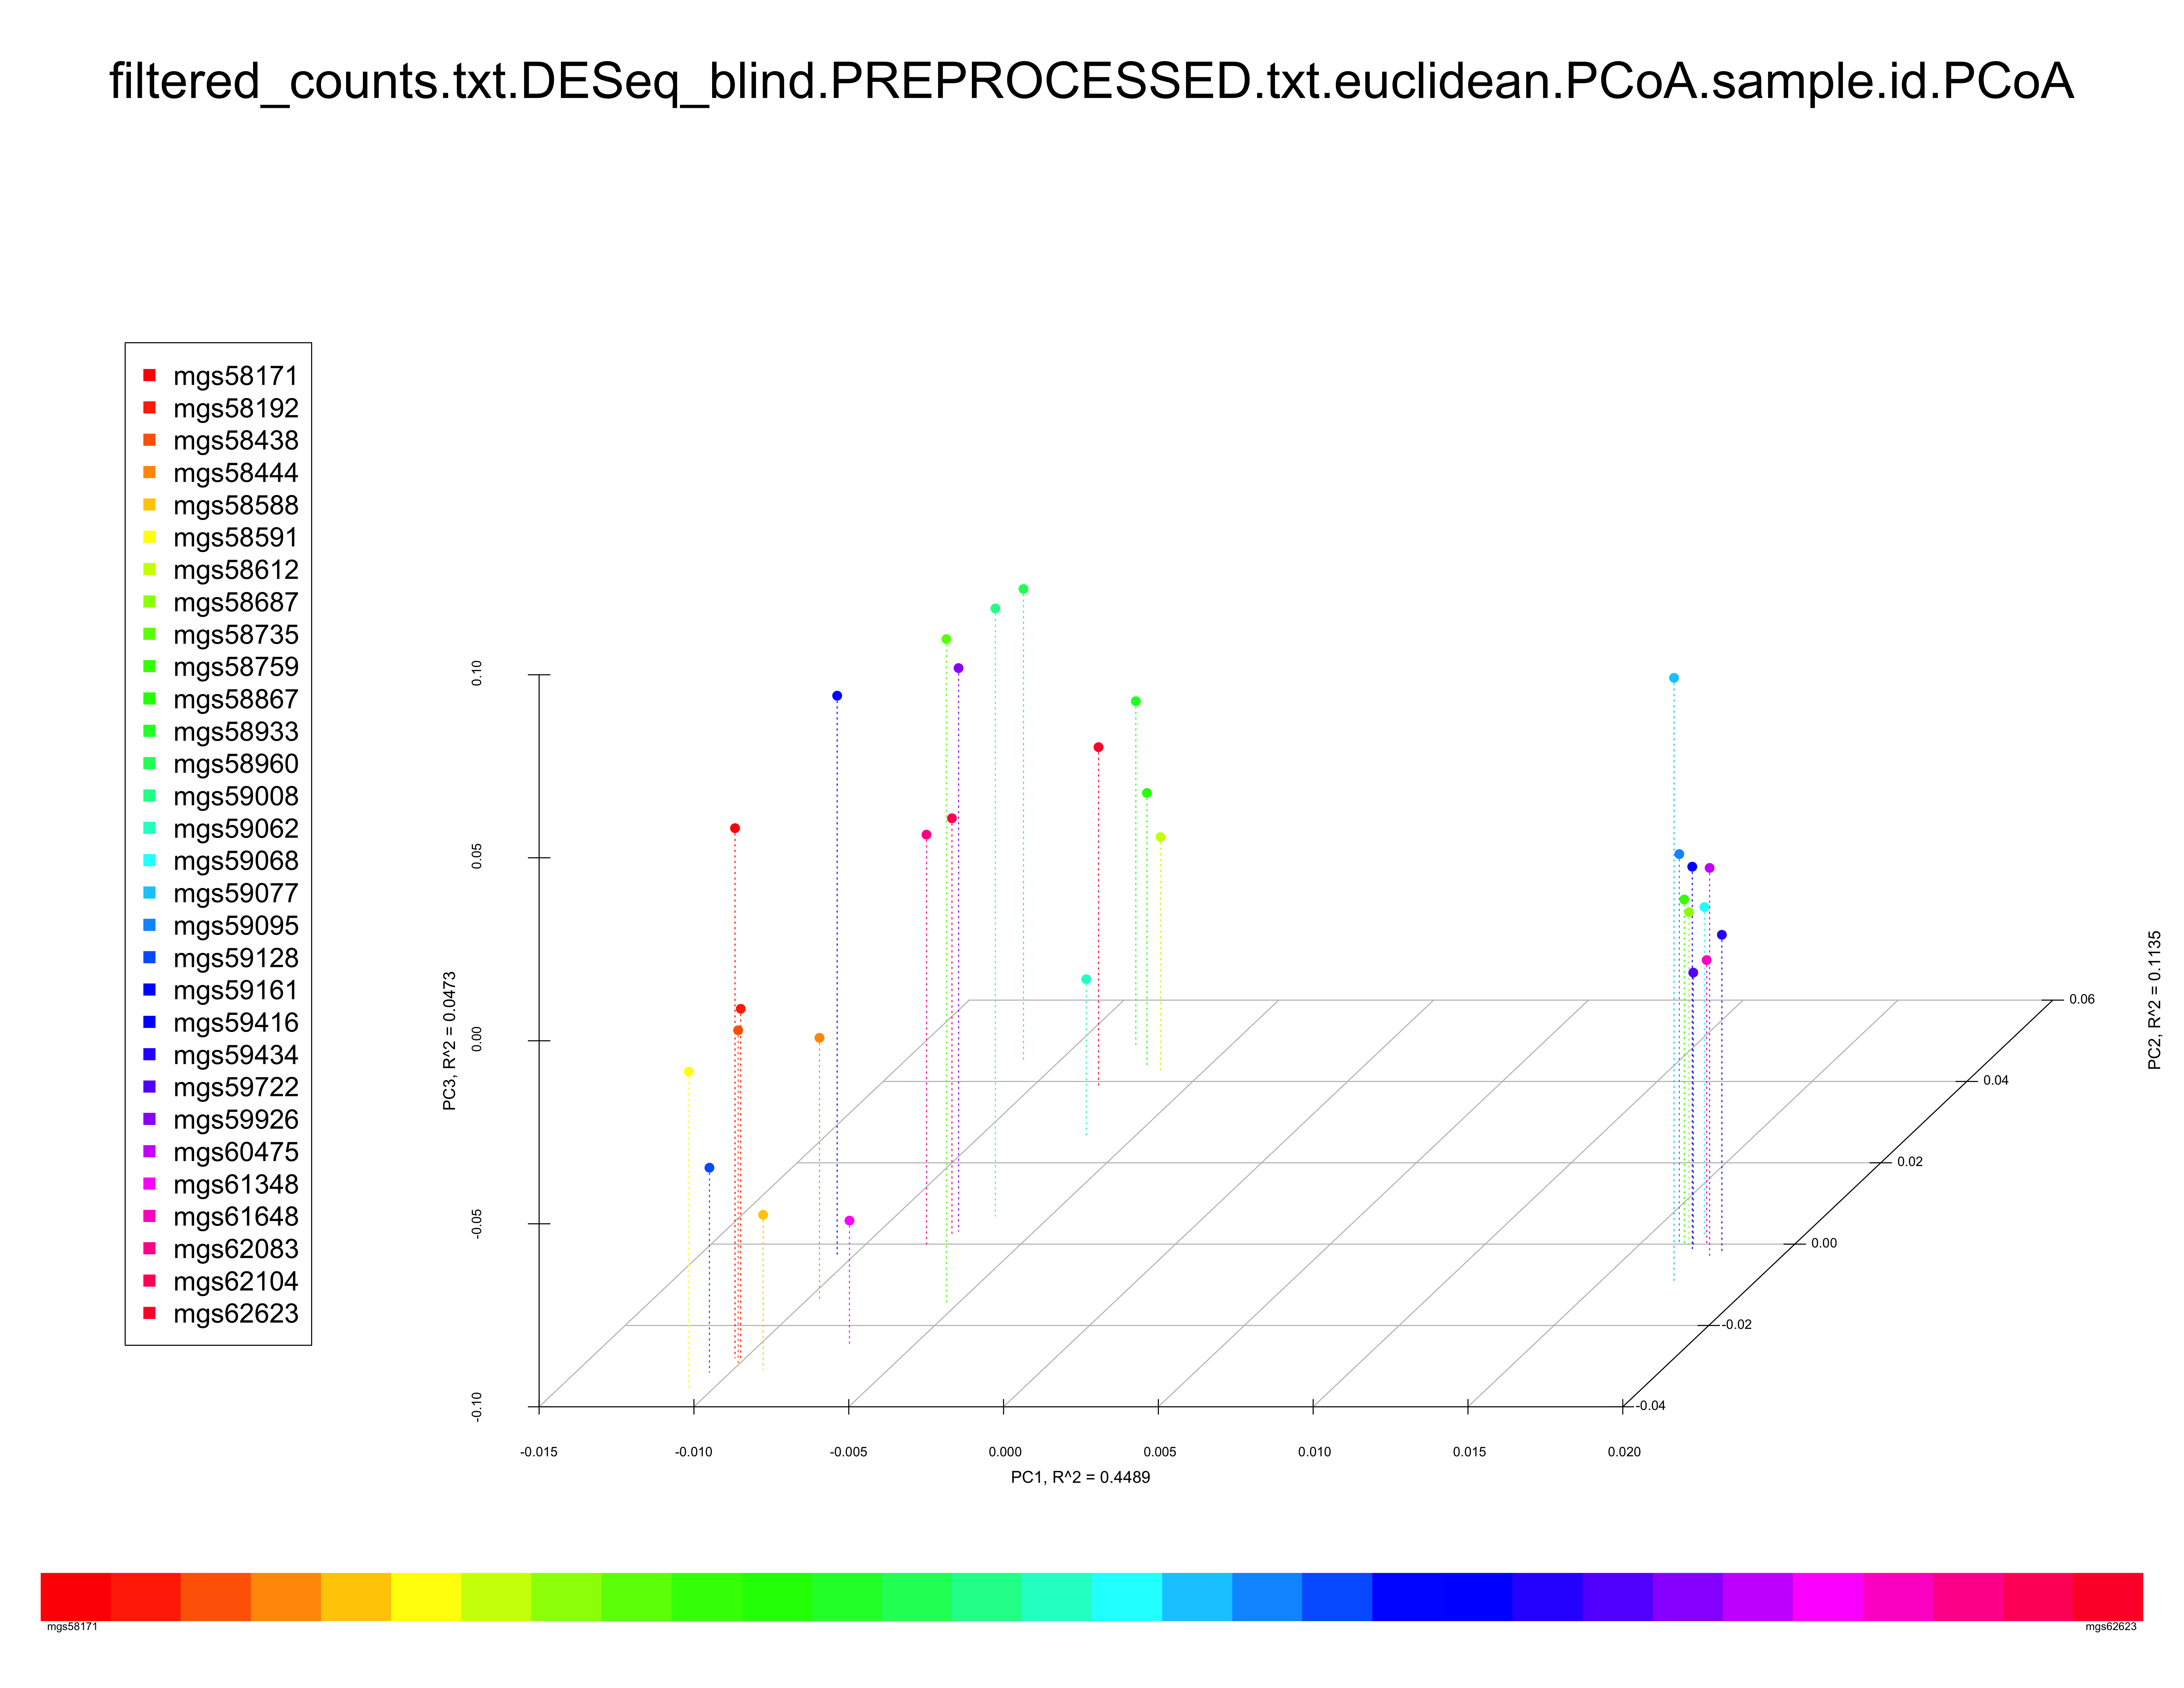 filtered_counts.txt.DESeq_blind.PREPROCESSED.txt.euclidean.PCoA.sample.id.PCoA
mgs58171
mgs58192
mgs58438
mgs58444
mgs58588
mgs58591
mgs58612
mgs58687
mgs58735
mgs58759
mgs58867
mgs58933
mgs58960
mgs59008
mgs59062
mgs59068
mgs59077
mgs59095
mgs59128
mgs59161
mgs59416
mgs59434
mgs59722
mgs59926
mgs60475
mgs61348
mgs61648
mgs62083
mgs62104
mgs62623
PC3, R^2 = 0.0473
0.10
0.05
0.00
-0.05
-0.10
-0.015
-0.010
-0.005
0.000
0.005
0.010
0.015
0.020
PC1, R^2 = 0.4489
0.06
0.04
0.02
0.00
-0.02
-0.04
PC2, R^2 = 0.1135
mgs58171
mgs62623